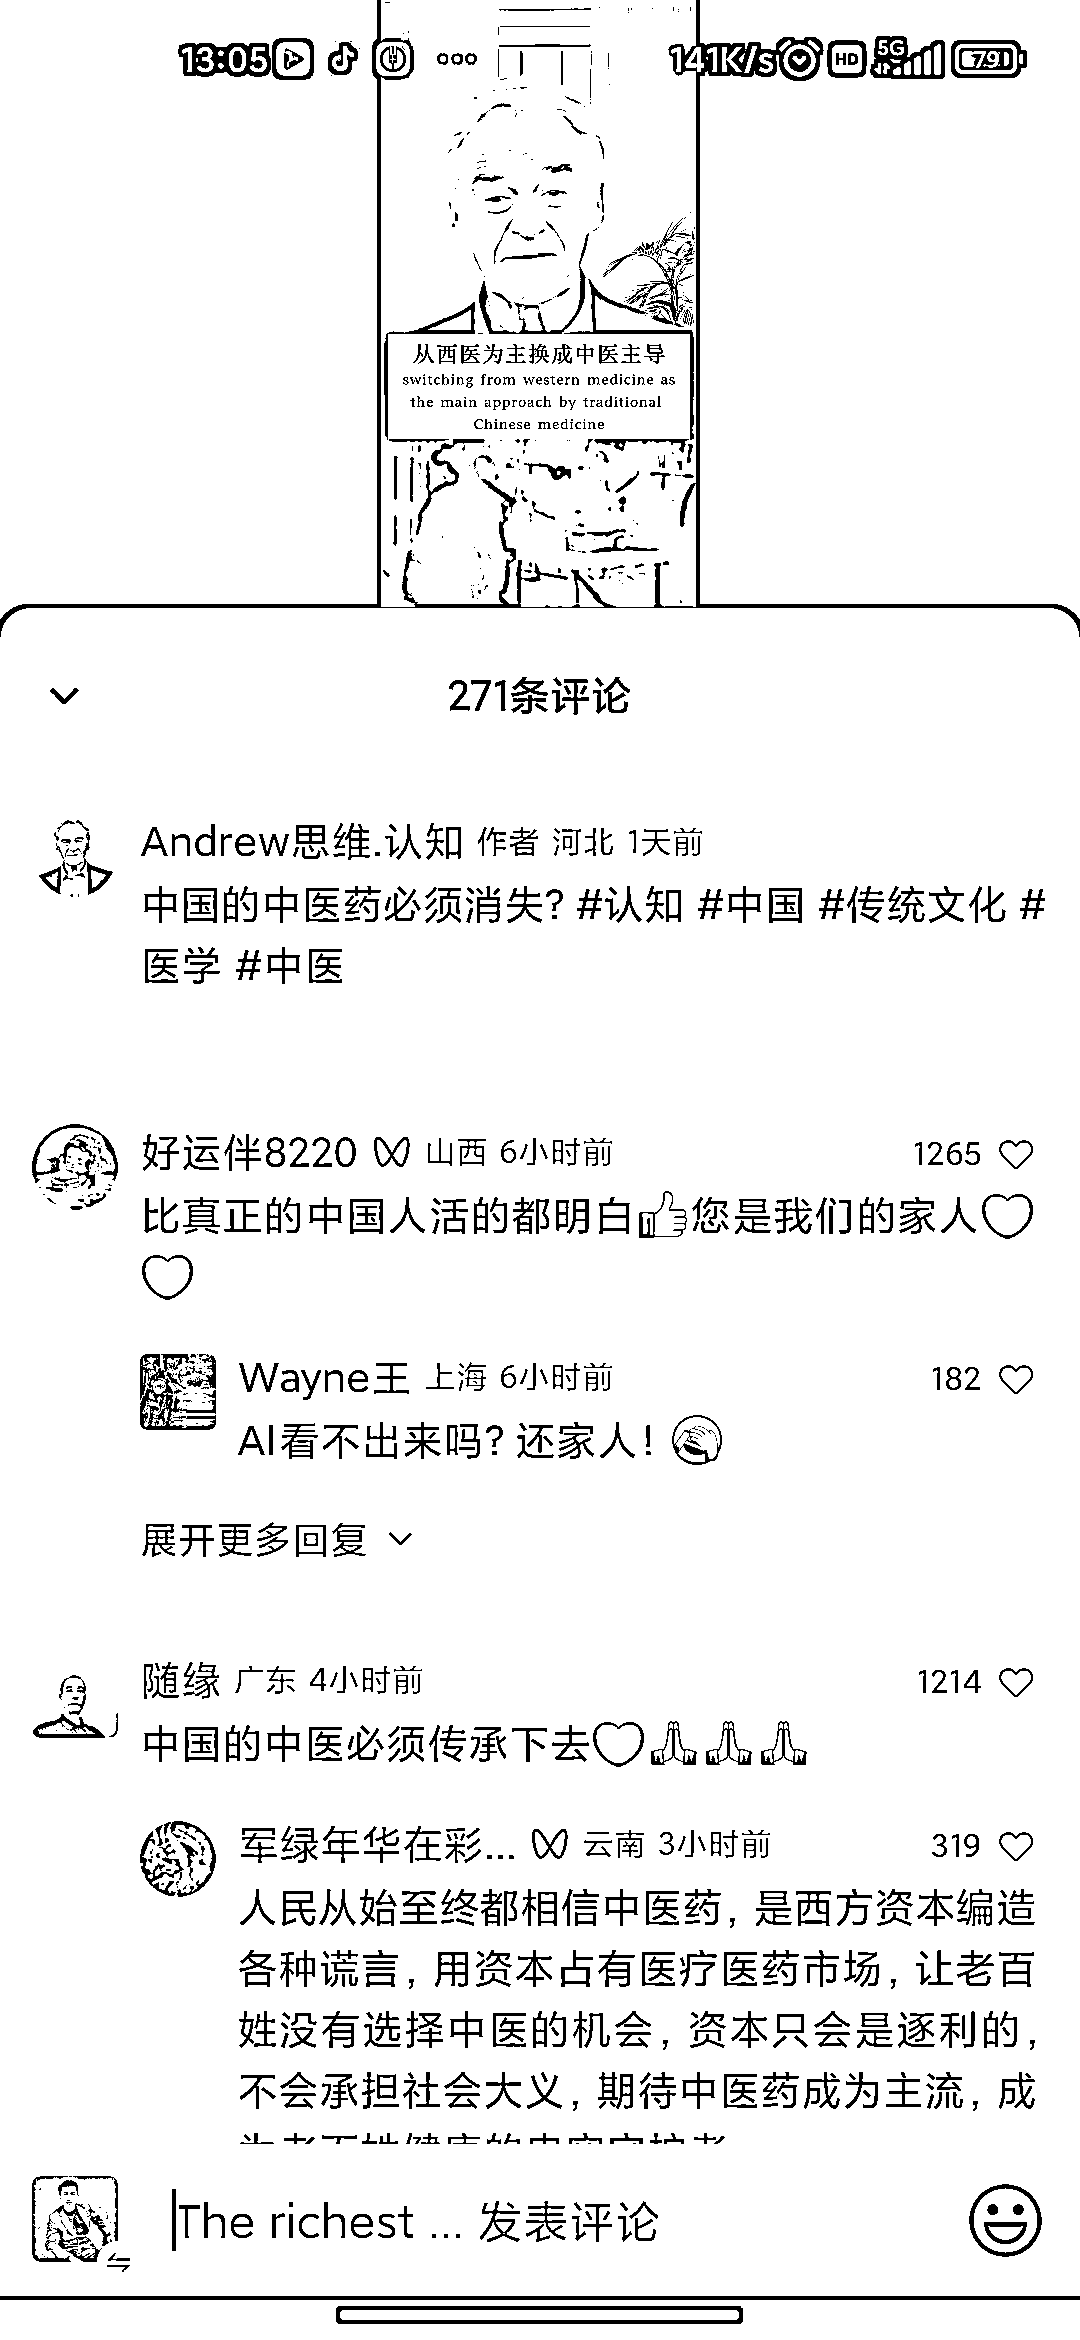 13:05
141K/s HD 5G 79
从西医为主换成中医主导
switching from western medicine as
the main approach by traditional
Chinese medicine
271条评论
Andrew思维.认知 作者 河北 1天前
中国的中医药必须消失? #认知 #中国 #传统文化 #
医学 #中医
好运伴8220 山西 6小时前 1265
比真正的中国人活的都明白👍您是我们的家人♡
♡
Wayne王 上海 6小时前 182
AI看不出来吗? 还家人!
展开更多回复
随缘 广东 4小时前 1214
中国的中医必须传承下去♡🙏🙏🙏
军绿年华在彩... 云南 3小时前 319
人民从始至终都相信中医药, 是西方资本编造
各种谎言, 用资本占有医疗医药市场, 让老百
姓没有选择中医的机会, 资本只会是逐利的,
不会承担社会大义, 期待中医药成为主流, 成
The richest ... 发表评论